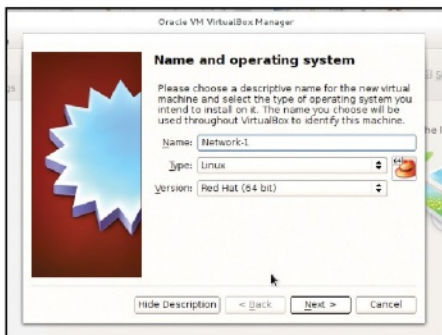 Oracle VM VirtualBox Manager
Name and operating system
Please choose a descriptive name for the new virtual
machine and select the type of operating system you
intend to install on it. The name you choose will be
used throughout VirtualBox to identify this machine.
Name: Network-1
Type: Linux
64
Version: Red Hat (64 bit)
Hide Description < Back Next > Cancel